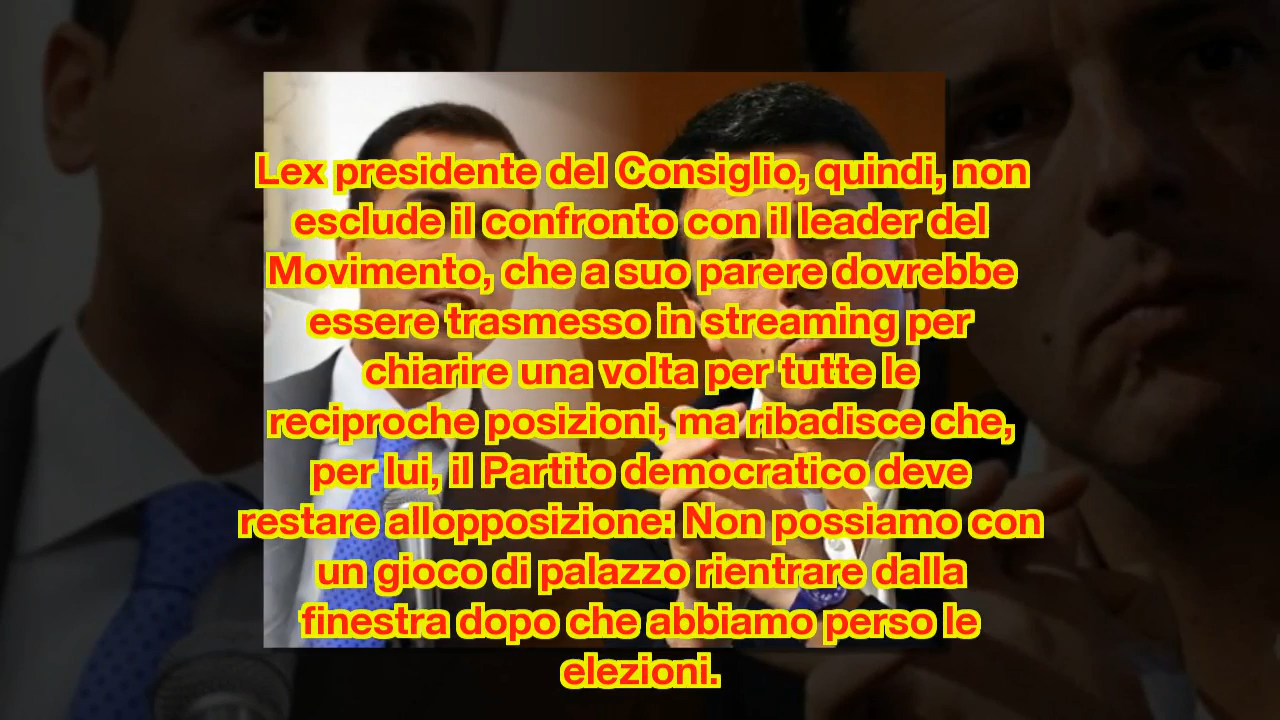 Lex presidente del Consiglio, quindi, non
esclude il confronto con il leader del
Movimento, che a suo parere dovrebbe
essere trasmesso in streaming per
chiarire una volta per tutte le
reciproche posizioni, ma ribadisce che,
per lui, il Partito democratico deve
restare allopposizione: Non possiamo con
un gioco di palazzo rientrare dalla
finestra dopo che abbiamo perso le
elezioni.